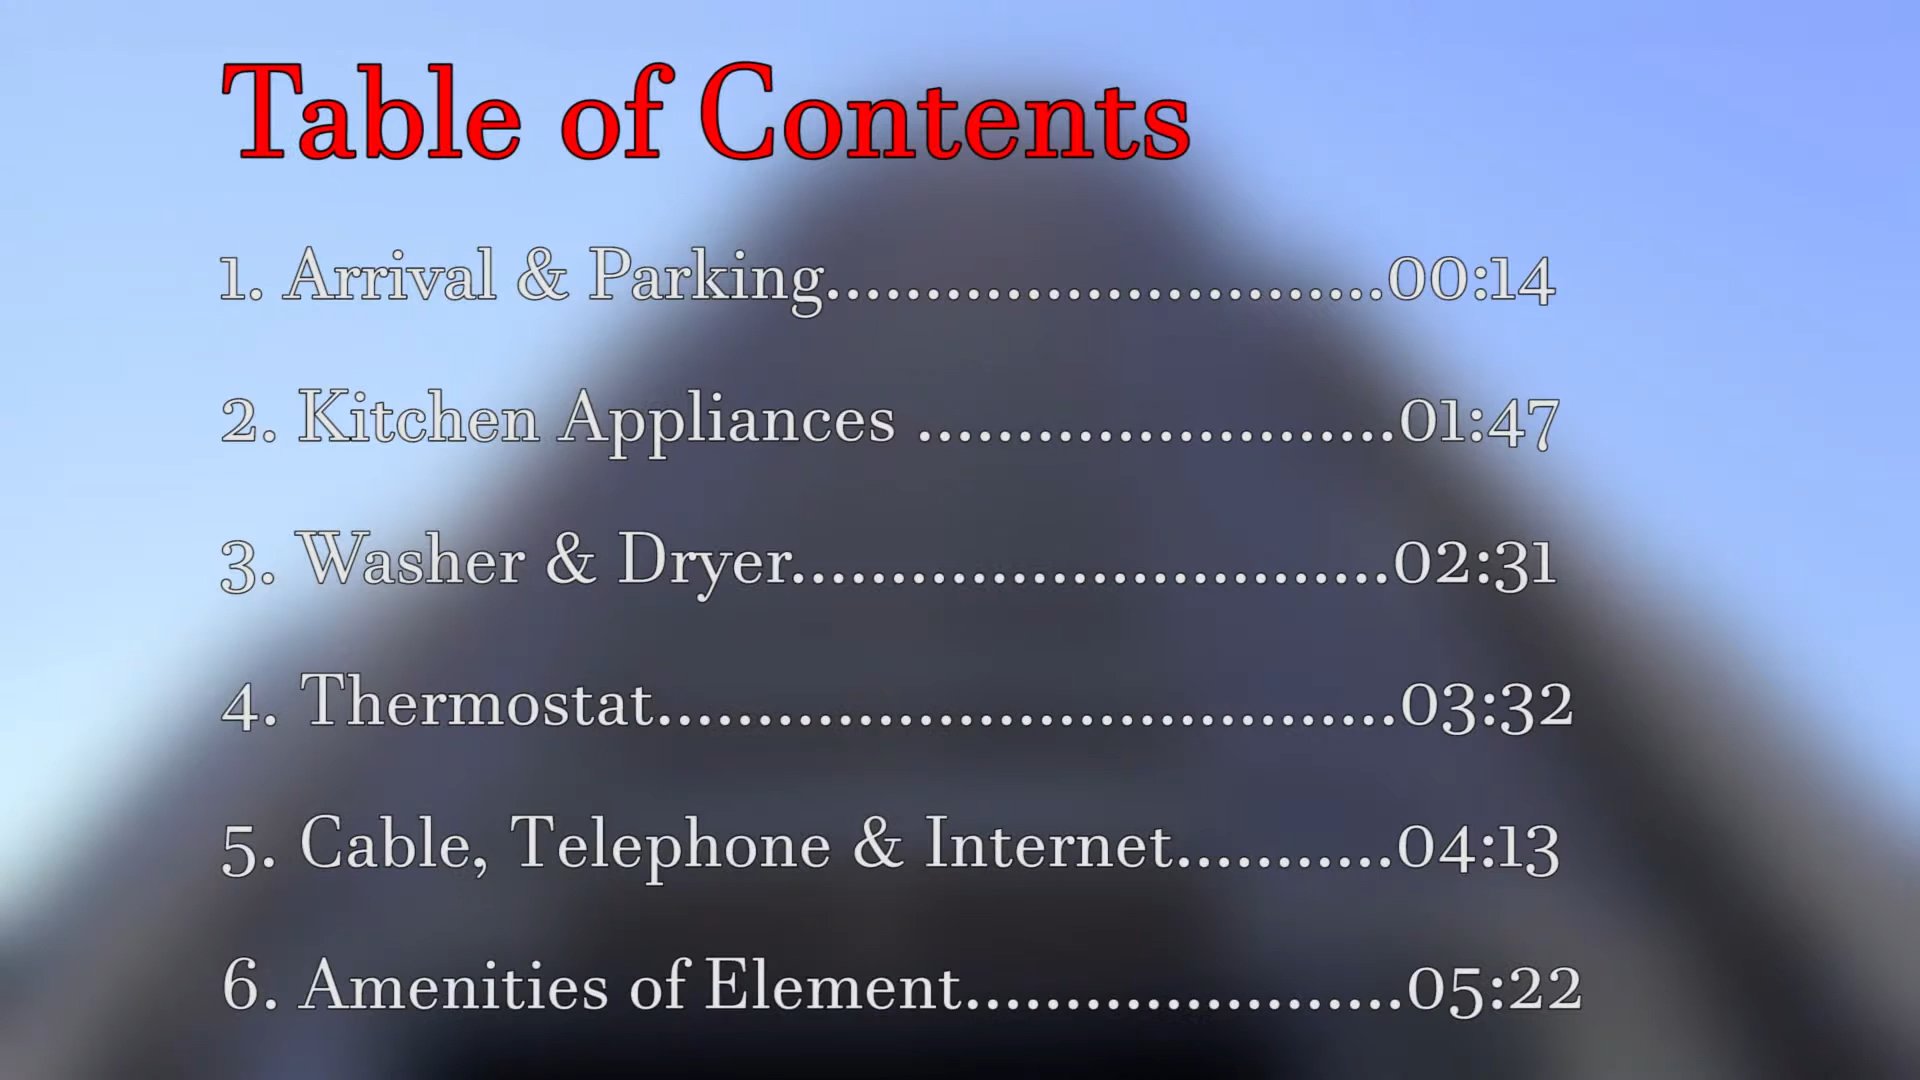 Table of Contents
1. Arrival & Parking..................................00:14
2. Kitchen Appliances .............................01:47
3. Washer & Dryer....................................02:31
4. Thermostat............................................03:32
5. Cable, Telephone & Internet.............04:13
6. Amenities of Element..........................05:22